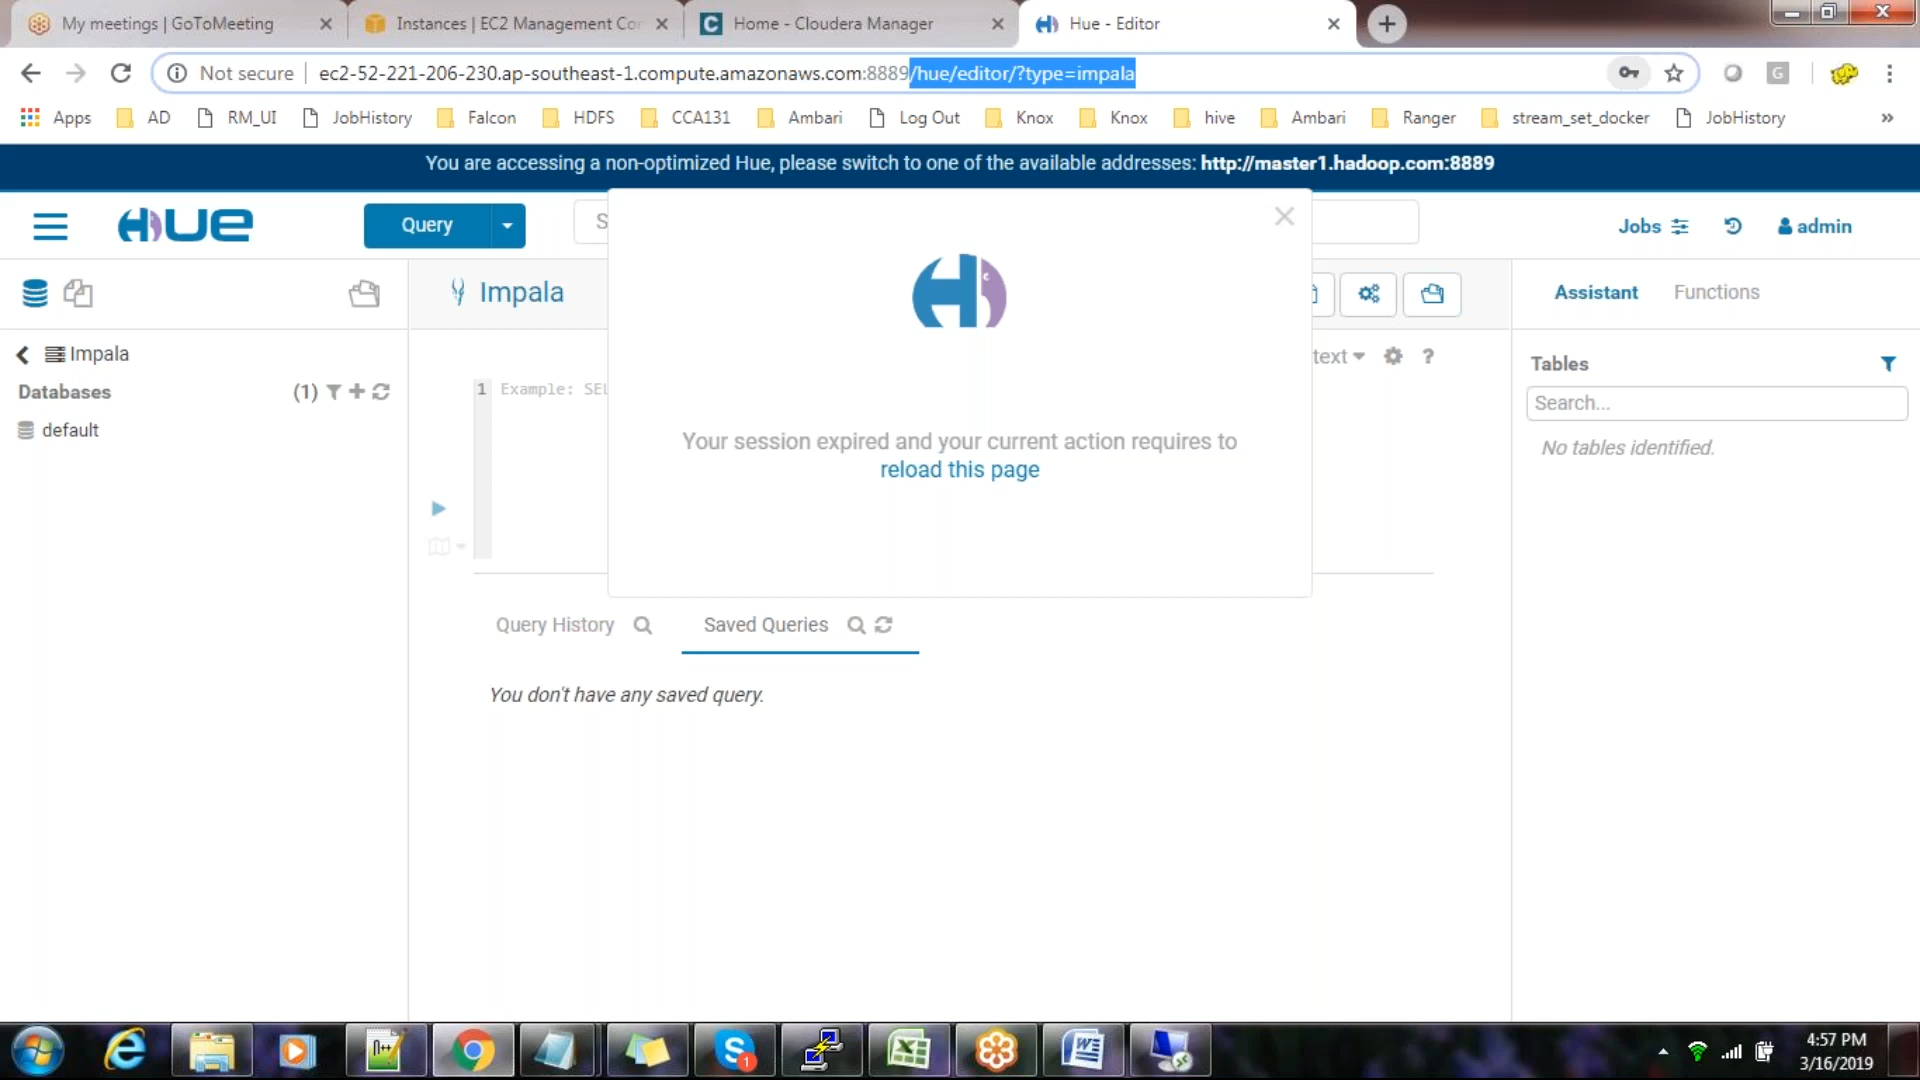 My meetings | GoToMeeting
Instances | EC2 Management Co
Home - Cloudera Manager
Hue - Editor
Not secure
ec2-52-221-206-230.ap-southeast-1.compute.amazonaws.com:8889/hue/editor/?type=impala
G
Apps
AD
RM_UI
JobHistory
Falcon
HDFS
CCA131
Ambari
Log Out
Knox
Knox
hive
Ambari
Ranger
stream_set_docker
JobHistory
You are accessing a non-optimized Hue, please switch to one of the available addresses: http://master1.hadoop.com:8889
HUE
Query
S
Jobs
admin
Impala
Assistant
Functions
Impala
Databases
(1)
default
1
Example: SEL
text
?
Your session expired and your current action requires to
reload this page
Tables
Search...
No tables identified.
Query History
Saved Queries
You don't have any saved query.
4:57 PM
3/16/2019